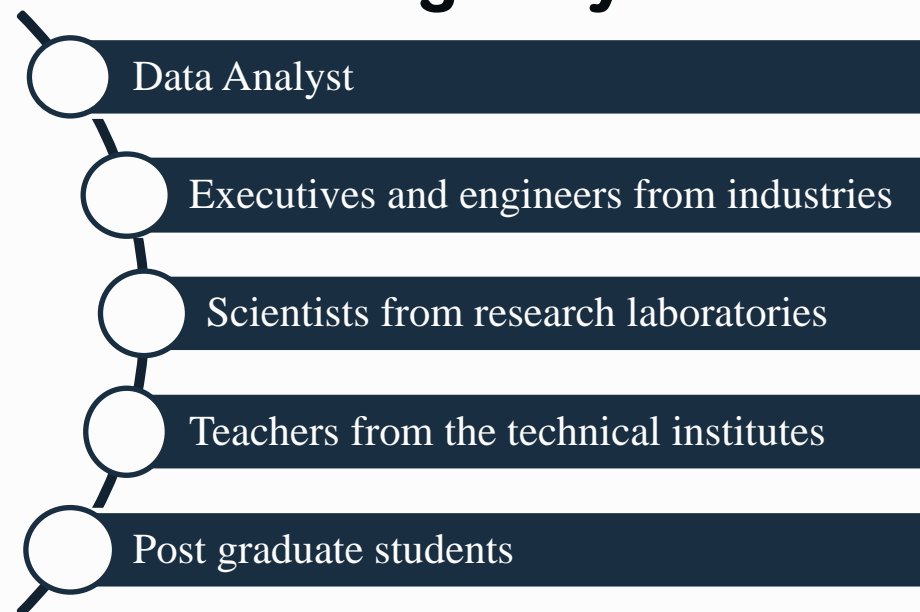 Data Analyst
Executives and engineers from industries
Scientists from research laboratories
Teachers from the technical institutes
Post graduate students